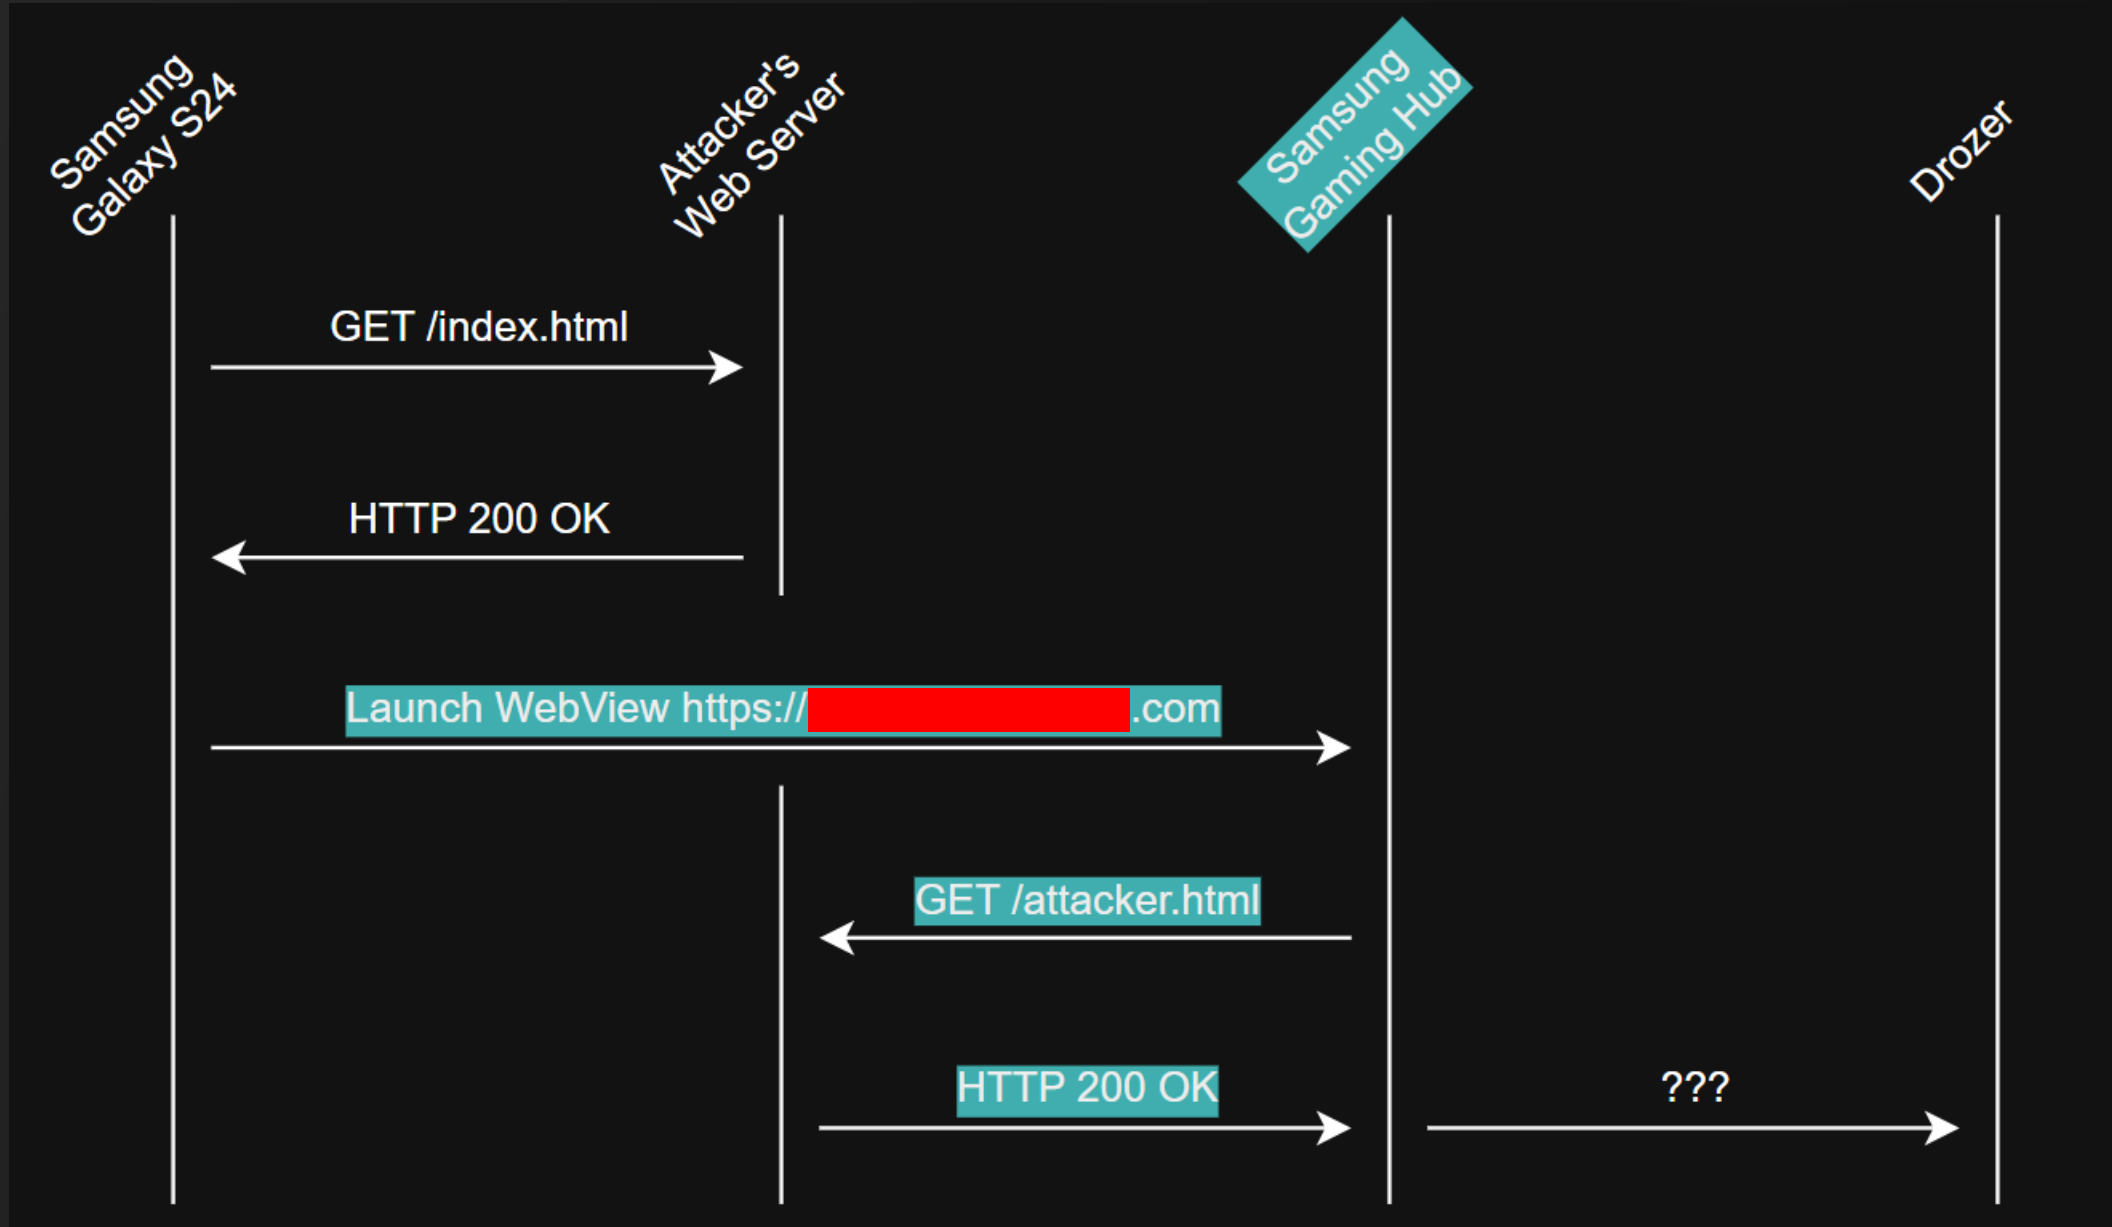 Samsung
Galaxy S24
Attacker's
Web Server
Samsung
Gaming Hub
Drozer
GET /index.html
HTTP 200 OK
Launch WebView https:// .com
GET /attacker.html
HTTP 200 OK
???